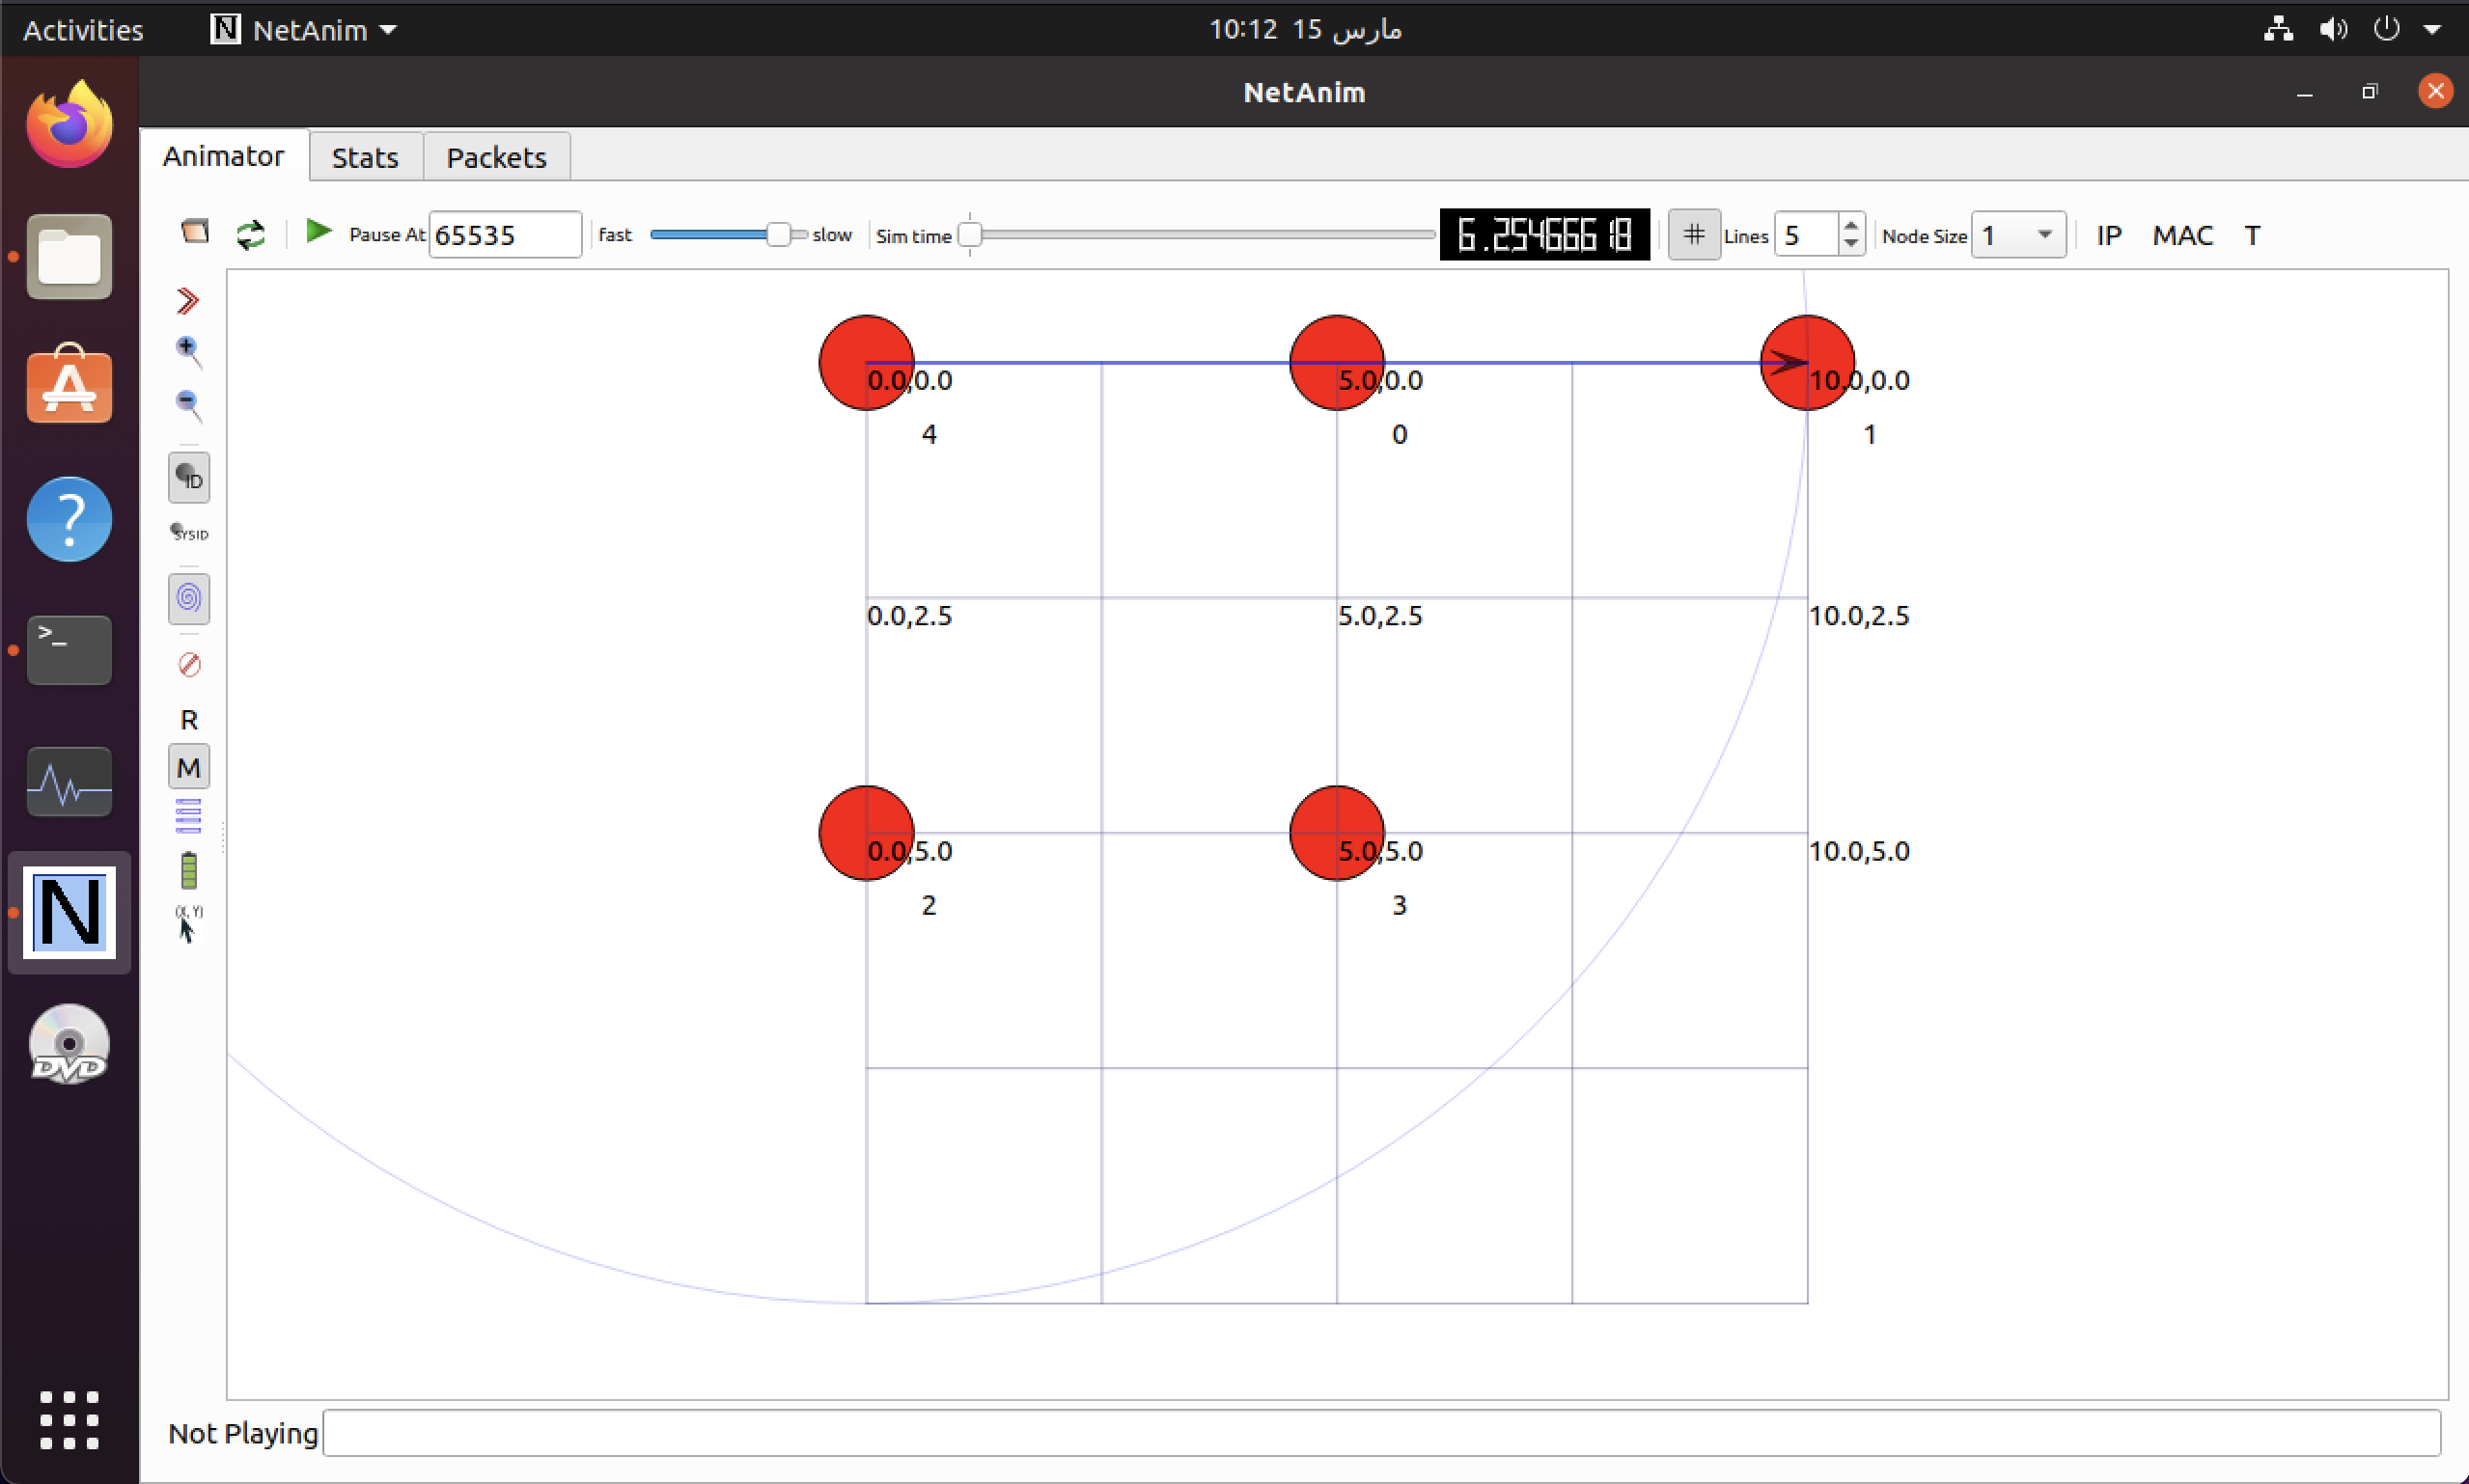 Activities NetAnim 10:12 15 مارس
NetAnim
Animator Stats Packets
Pause At 65535 fast slow Sim time 6.25466618 # Lines 5 Node Size 1 IP MAC T
0.0,0.0 5.0,0.0 10.0,0.0
4 0 1
ID
SYSID
0.0,2.5 5.0,2.5 10.0,2.5
R
M
0.0,5.0 5.0,5.0 10.0,5.0
2 3
(X, Y)
N
DVD
Not Playing